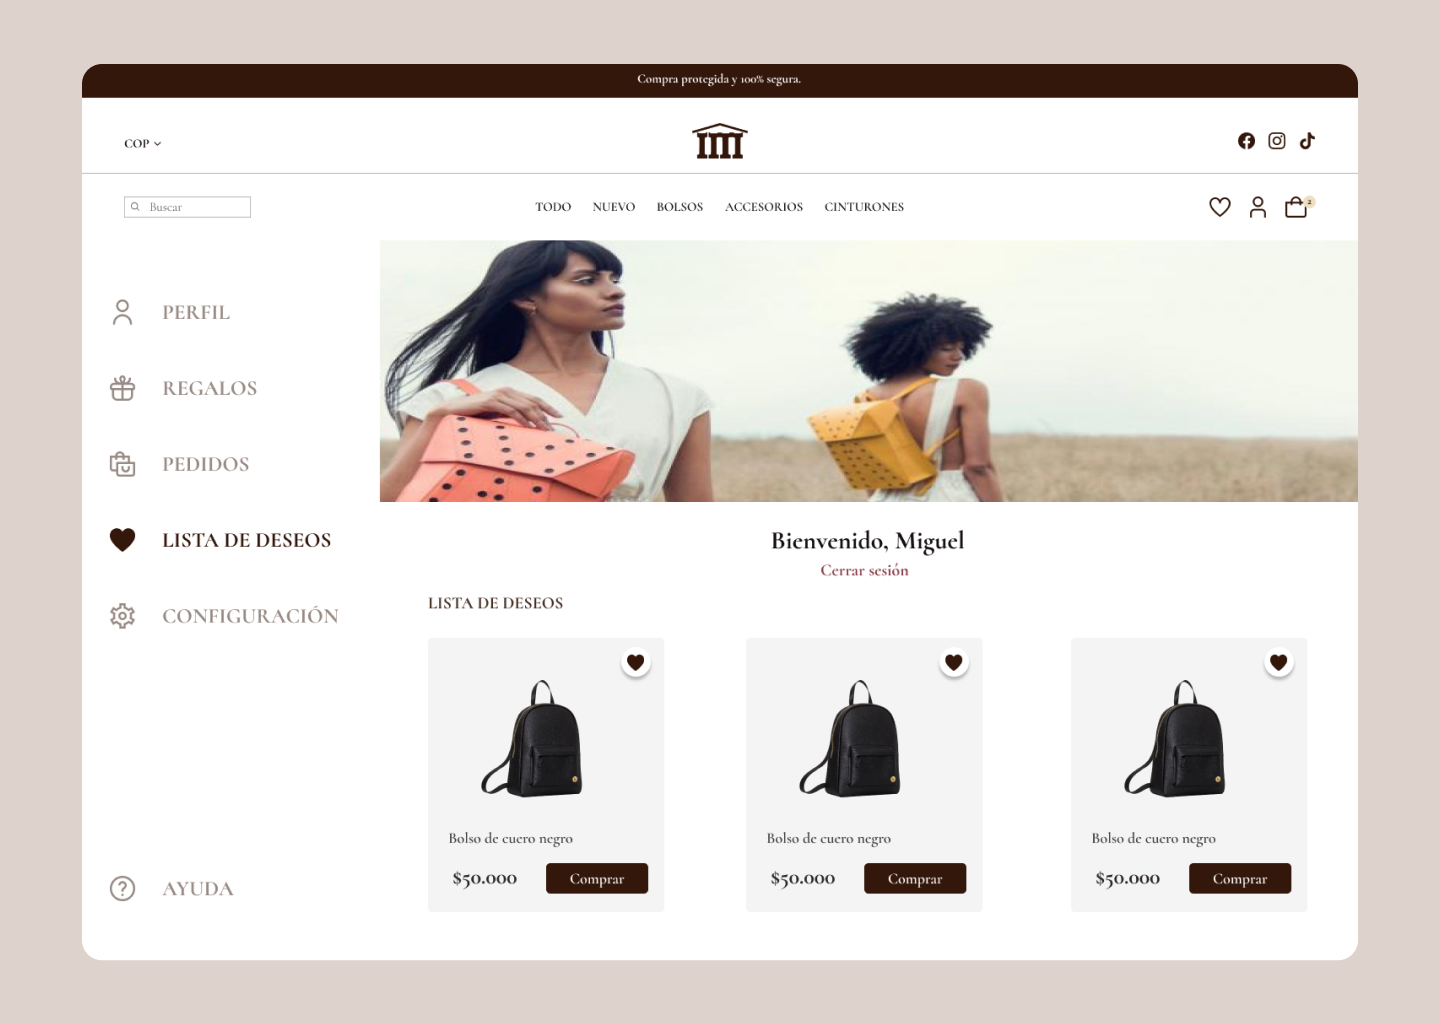 Compra protegida y 100% segura.
COP
Buscar
TODO NUEVO BOLSOS ACCESORIOS CINTURONES
2
PERFIL
REGALOS
PEDIDOS
LISTA DE DESEOS
CONFIGURACIÓN
AYUDA
Bienvenido, Miguel
Cerrar sesión
LISTA DE DESEOS
Bolso de cuero negro
$50.000 Comprar
Bolso de cuero negro
$50.000 Comprar
Bolso de cuero negro
$50.000 Comprar